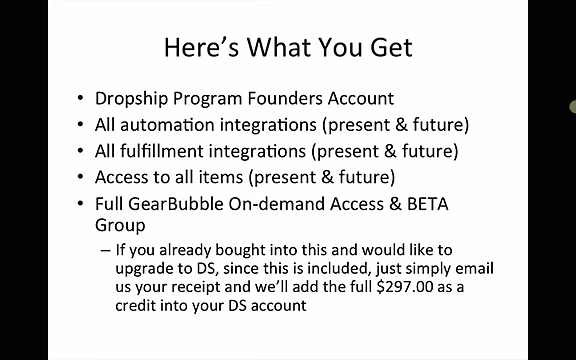 Here's What You Get
• Dropship Program Founders Account
• All automation integrations (present & future)
• All fulfillment integrations (present & future)
• Access to all items (present & future)
• Full GearBubble On-demand Access & BETA
Group
– If you already bought into this and would like to
upgrade to DS, since this is included, just simply email
us your receipt and we'll add the full $297.00 as a
credit into your DS account